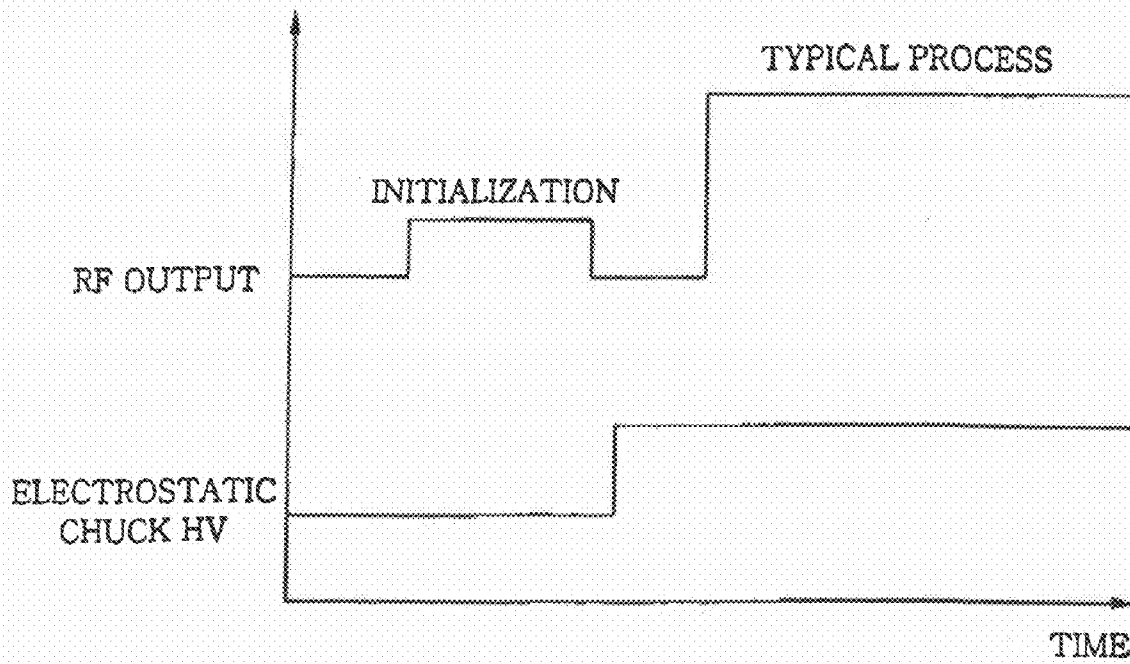 TYPICAL PROCESS
INITIALIZATION
RF OUTPUT
ELECTROSTATIC
CHUCK HV
TIME